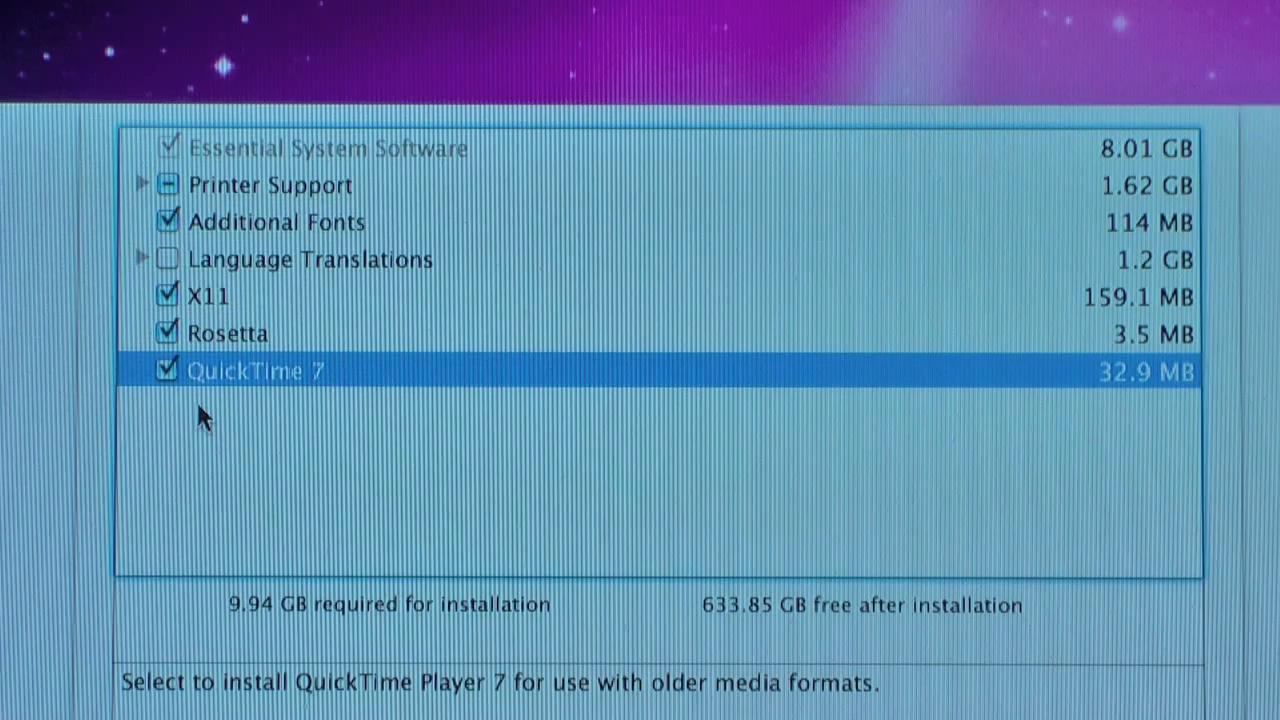 Essential System Software 8.01 GB
Printer Support 1.62 GB
Additional Fonts 114 MB
Language Translations 1.2 GB
X11 159.1 MB
Rosetta 3.5 MB
QuickTime 7 32.9 MB
9.94 GB required for installation 633.85 GB free after installation
Select to install QuickTime Player 7 for use with older media formats.